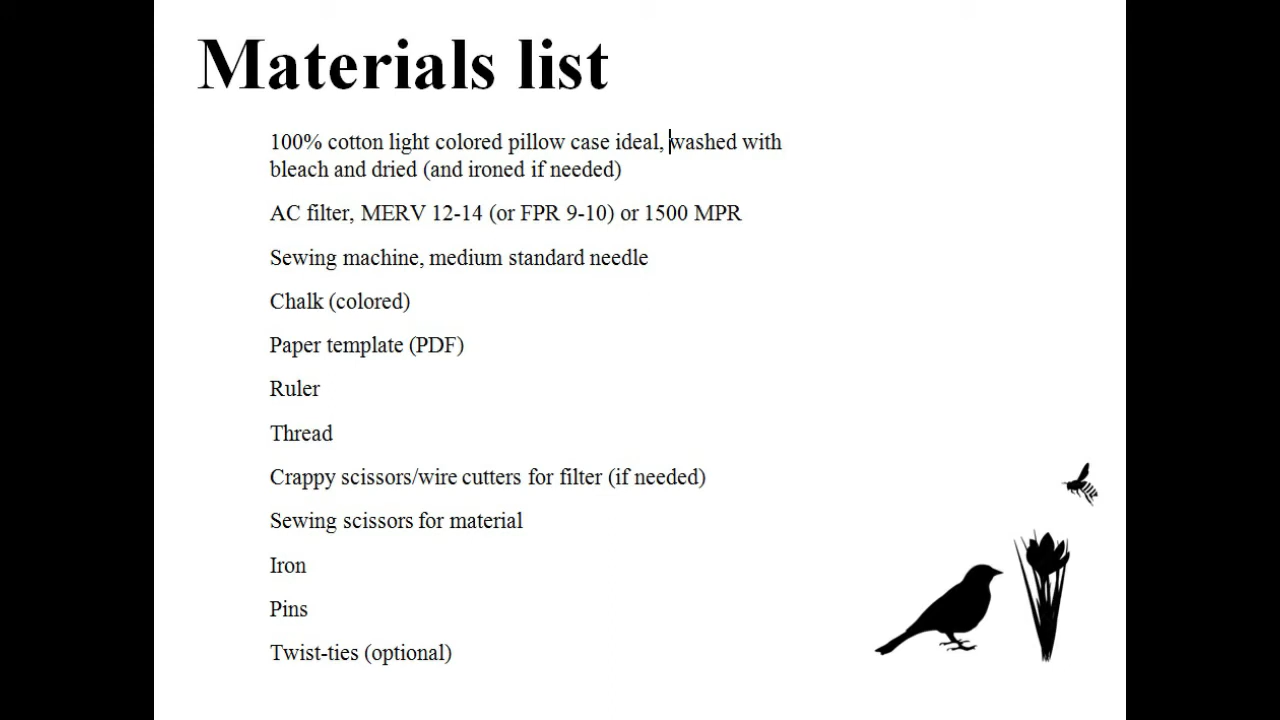 Materials list
100% cotton light colored pillow case ideal, washed with
bleach and dried (and ironed if needed)
AC filter, MERV 12-14 (or FPR 9-10) or 1500 MPR
Sewing machine, medium standard needle
Chalk (colored)
Paper template (PDF)
Ruler
Thread
Crappy scissors/wire cutters for filter (if needed)
Sewing scissors for material
Iron
Pins
Twist-ties (optional)